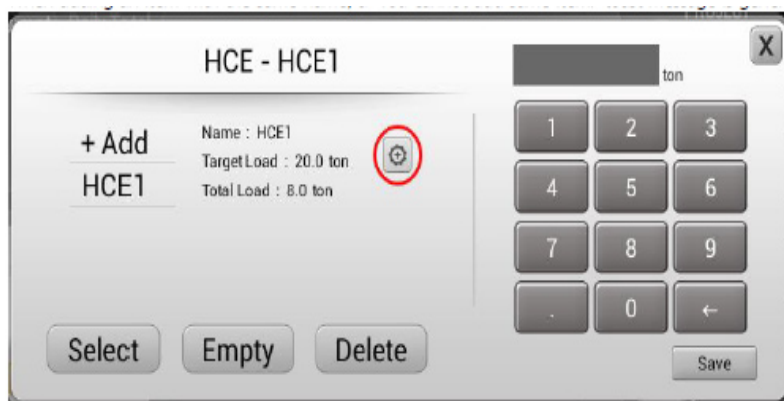 HCE - HCE1
X
ton
+ Add
HCE1
Name : HCE1
Target Load : 20.0 ton
Total Load : 8.0 ton
1 2 3
4 5 6
7 8 9
. 0 ←
Select Empty Delete
Save